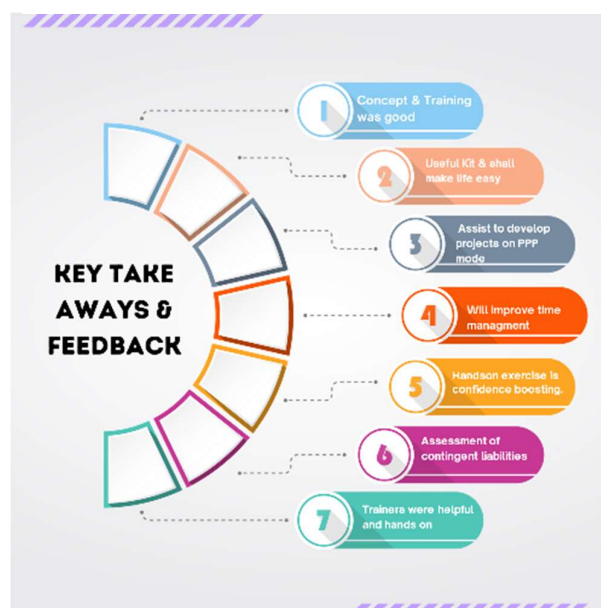 KEY TAKE
AWAYS &
FEEDBACK
1
Concept & Training
was good
2
Useful Kit & shall
make life easy
3
Assist to develop
projects on PPP
mode
4
Will improve time
managment
5
Handson exercise is
confidence boosting.
6
Assessment of
contingent liabilities
7
Trainers were helpful
and hands on